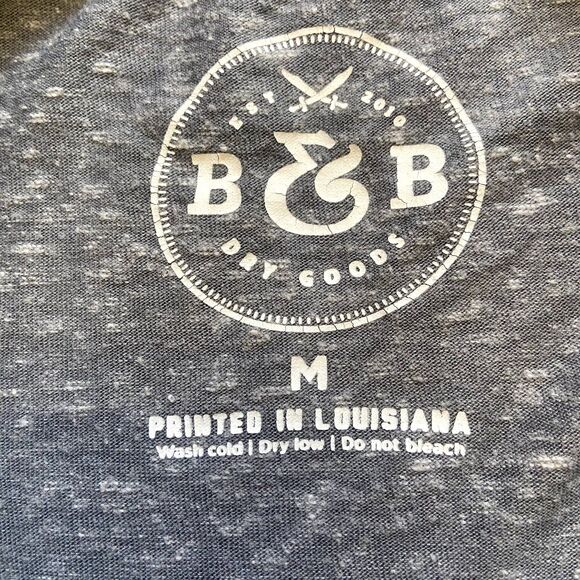 EST 2010
B & B
DRY GOODS
M
PRINTED IN LOUISIANA
Wash cold | Dry low | Do not bleach